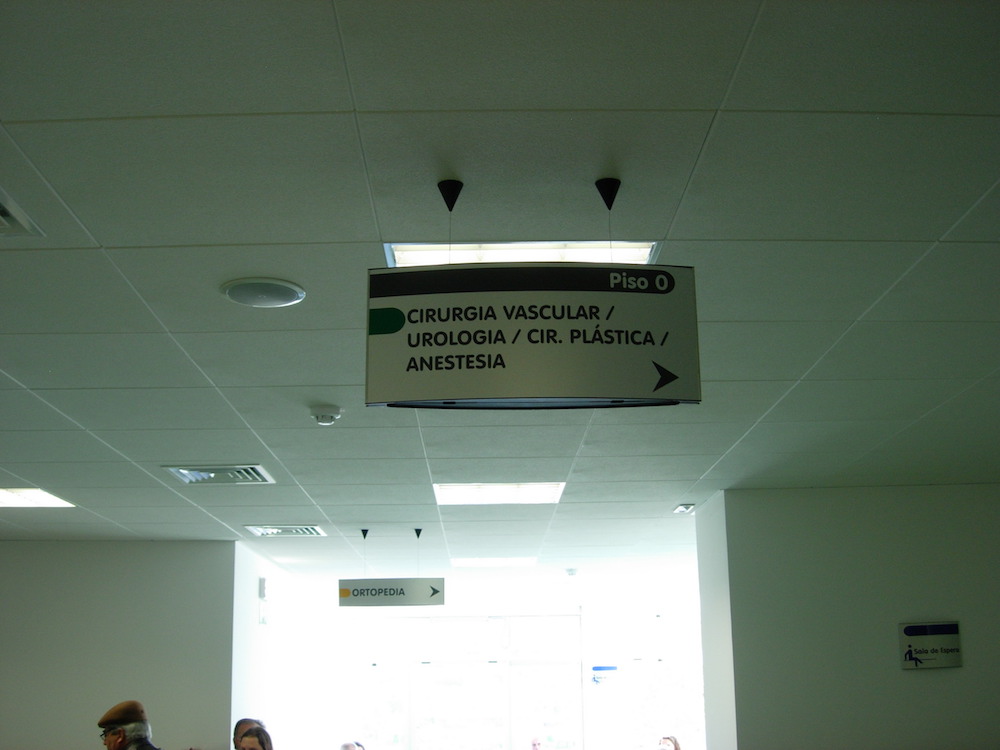 Piso 0
CIRURGIA VASCULAR /
UROLOGIA / CIR. PLÁSTICA /
ANESTESIA
ORTOPEDIA
Sala de Espera